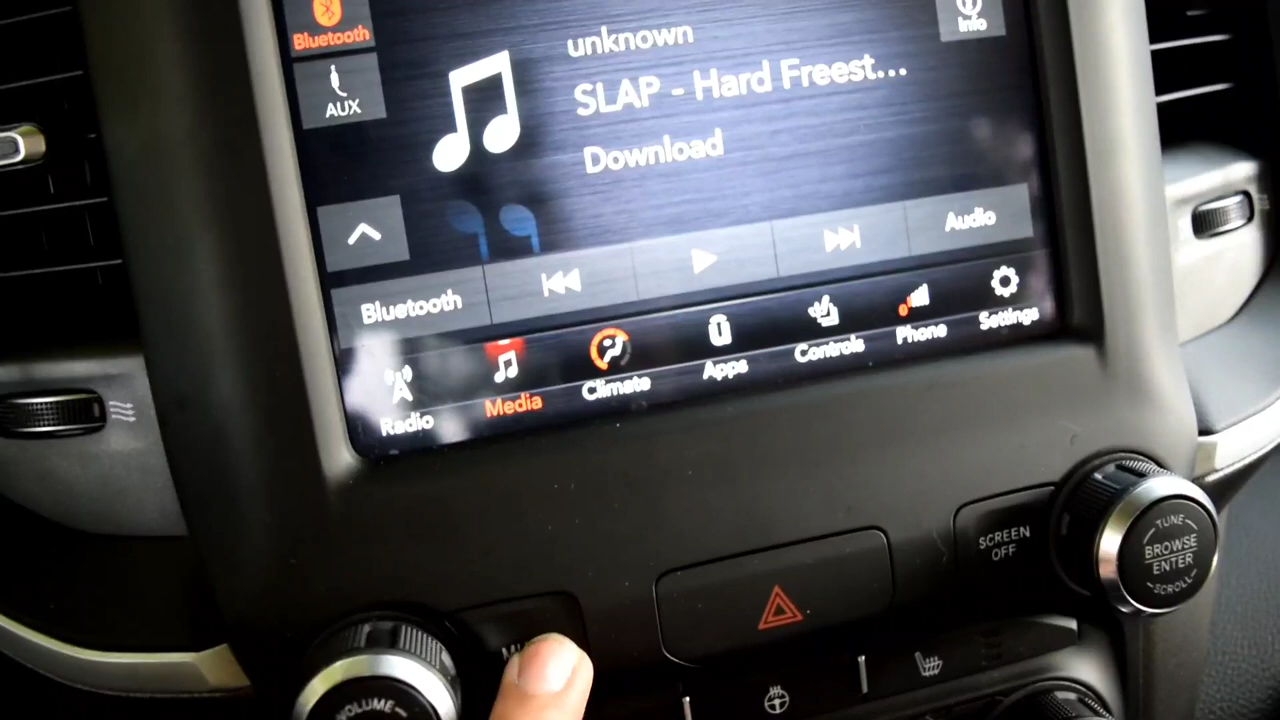 Bluetooth
AUX
unknown
SLAP - Hard Freest...
Download
Info
Bluetooth
Audio
Radio
Media
Climate
Apps
Controls
Phone
Settings
SCREEN
OFF
TUNE
BROWSE
ENTER
SCROLL
VOLUME